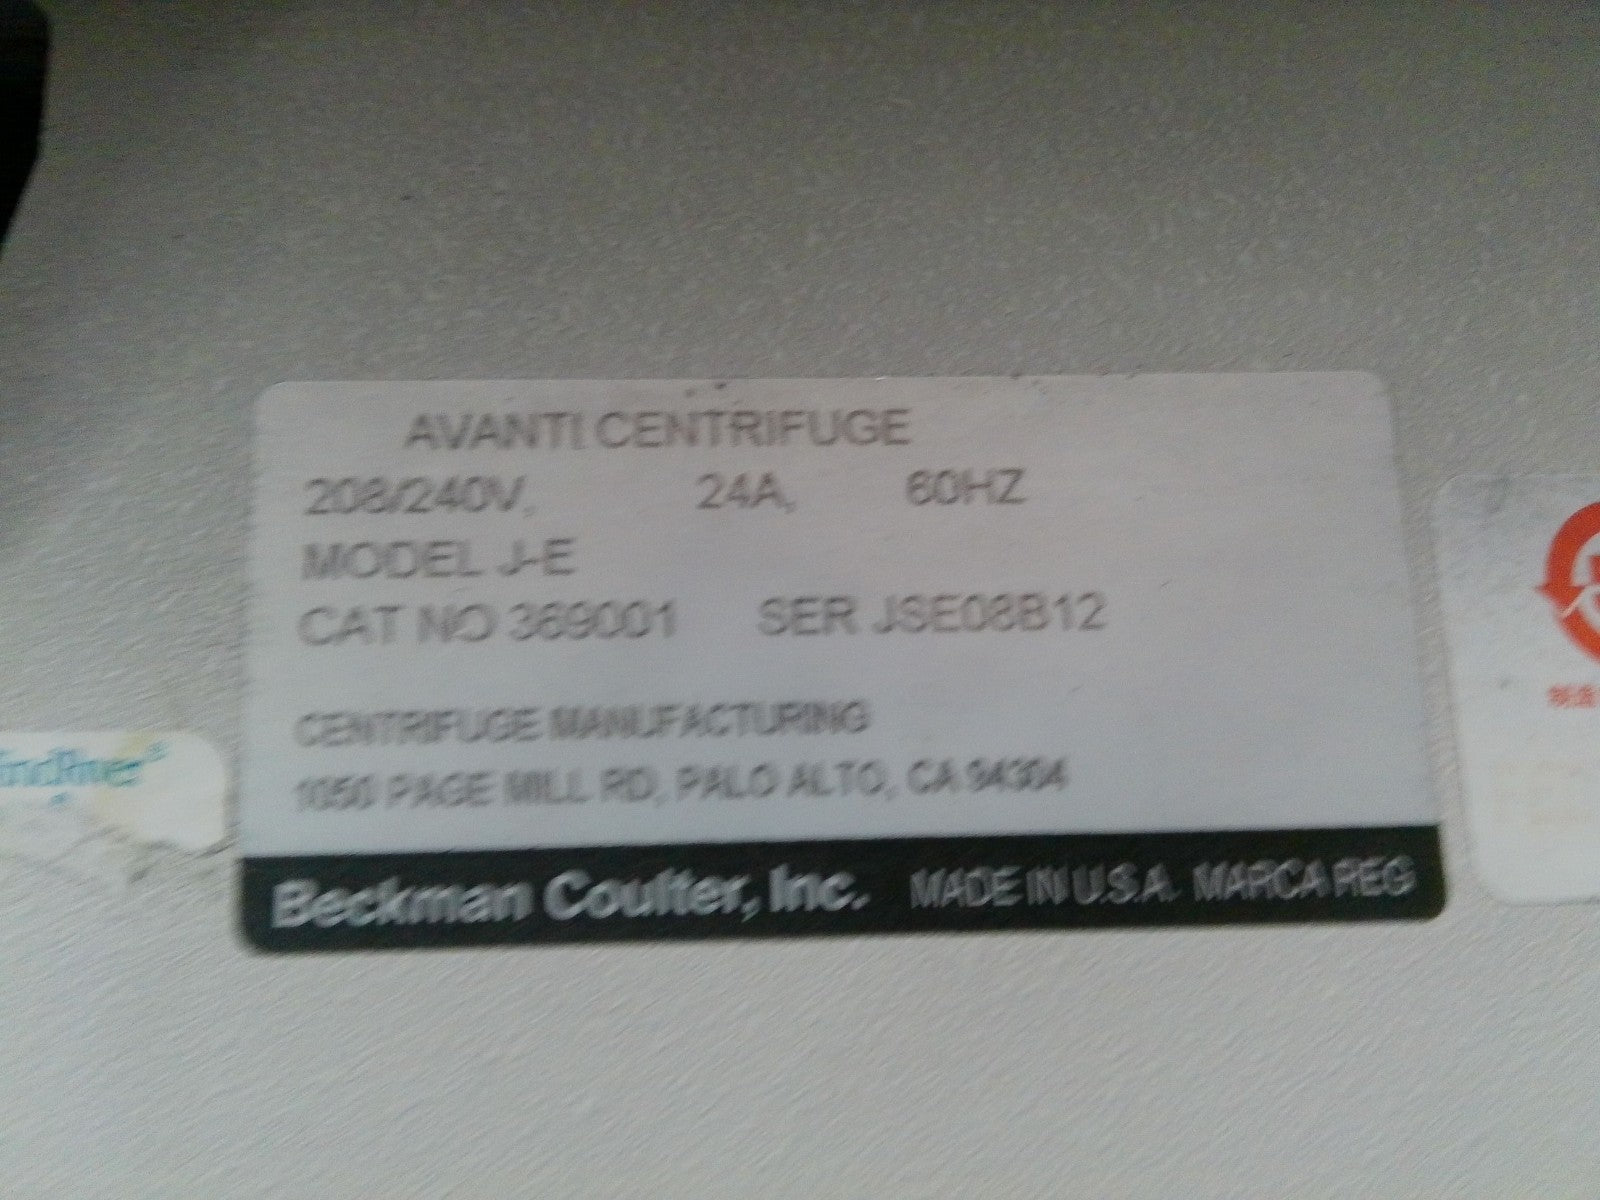 AVANTI CENTRIFUGE
208/240V, 24A, 60HZ
MODEL J-E
CAT NO 369001 SER JSE08B12
CENTRIFUGE MANUFACTURING
1050 PAGE MILL RD, PALO ALTO, CA 94304
Beckman Coulter, Inc. MADE IN U.S.A. MARCA REG